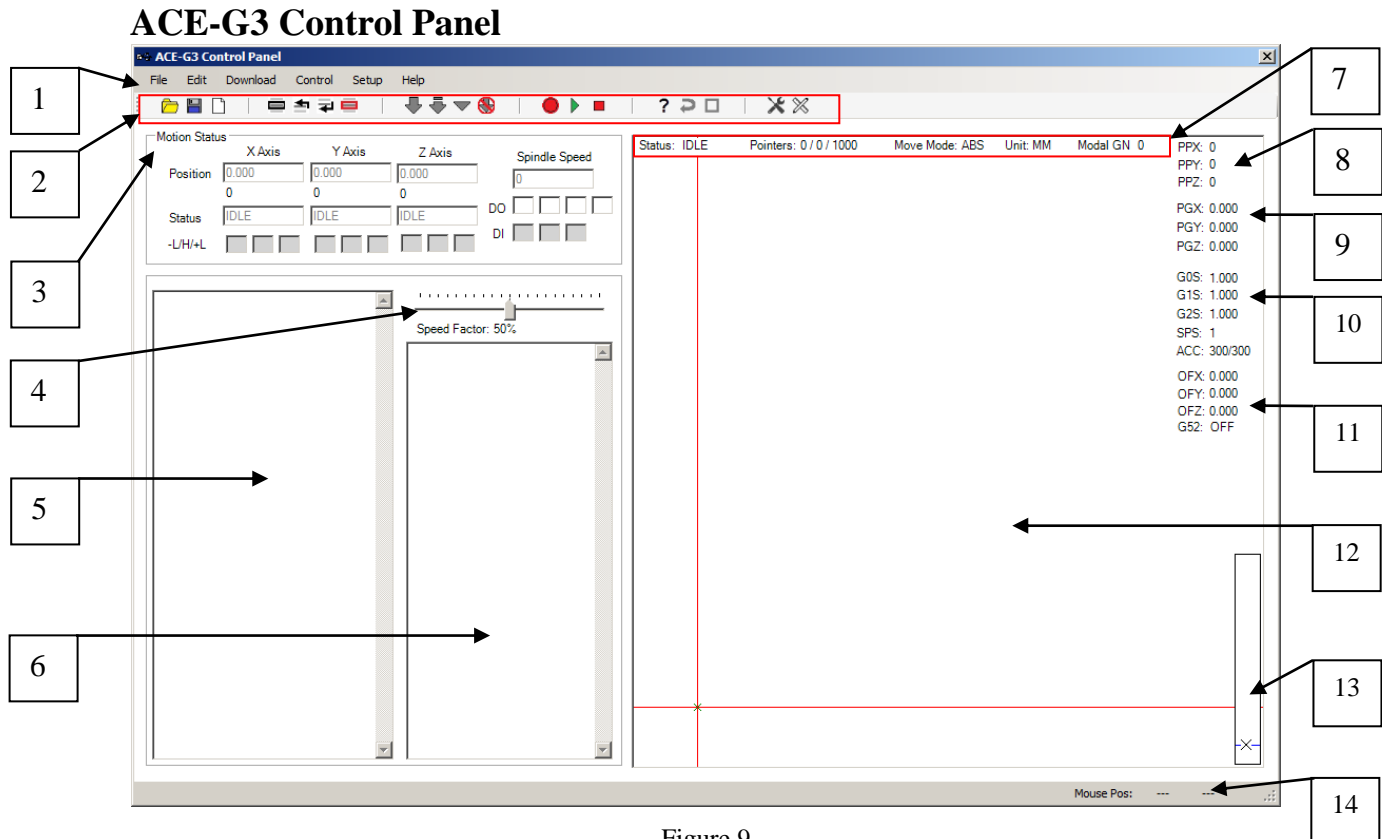 ACE-G3 Control Panel
ACE-G3 Control Panel
File Edit Download Control Setup Help
1
2
3
4
5
6
7
8
9
10
11
12
13
14
?
Motion Status
X Axis Y Axis Z Axis Spindle Speed
Position 0.000 0.000 0.000 0
0 0 0
Status IDLE IDLE IDLE DO
-L/H/+L DI
Speed Factor: 50%
Status: IDLE Pointers: 0 / 0 / 1000 Move Mode: ABS Unit: MM Modal GN 0
PPX: 0
PPY: 0
PPZ: 0
PGX: 0.000
PGY: 0.000
PGZ: 0.000
G0S: 1.000
G1S: 1.000
G2S: 1.000
SPS: 1
ACC: 300/300
OFX: 0.000
OFY: 0.000
OFZ: 0.000
G52: OFF
Mouse Pos: --- ---
Figure 9